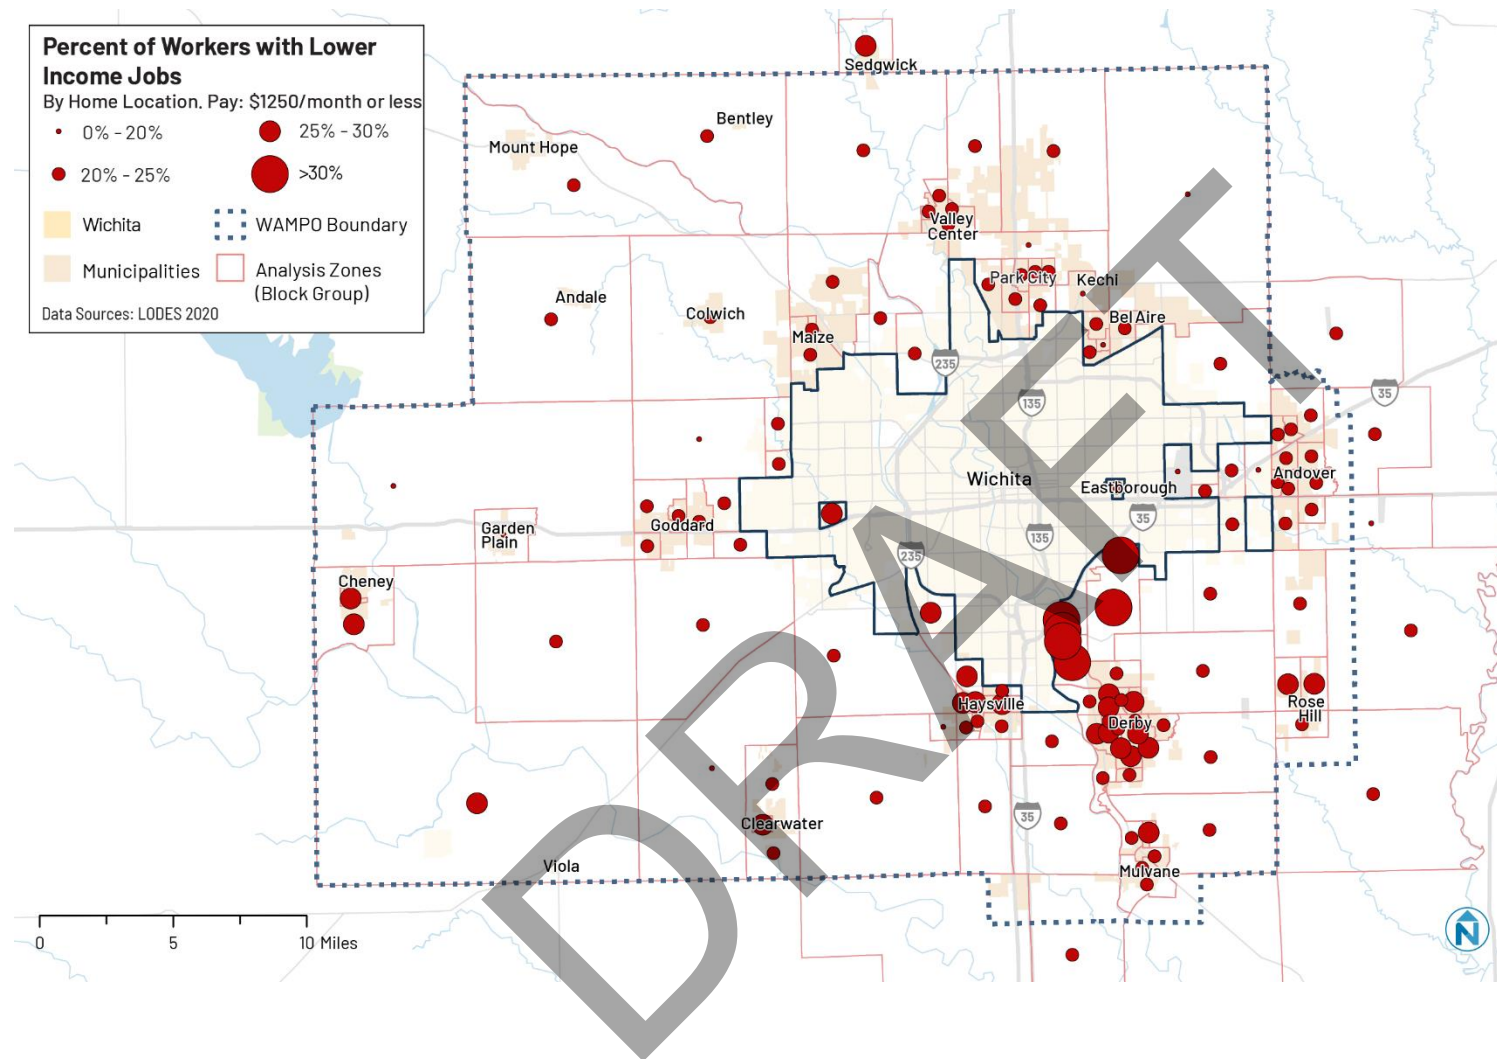 Percent of Workers with Lower
Income Jobs
By Home Location. Pay: $1250/month or less
0% - 20%
25% - 30%
20% - 25%
>30%
Wichita
WAMPO Boundary
Municipalities
Analysis Zones
(Block Group)
Data Sources: LODES 2020
Sedgwick
Bentley
Mount Hope
Valley
Center
Park City
Kechi
Andale
Colwich
Bel Aire
Maize
235
135
35
Wichita
Eastborough
Andover
Goddard
Garden
Plain
35
135
235
Cheney
Haysville
Rose
Hill
Derby
35
Clearwater
Viola
Mulvane
0
5
10 Miles
N
DRAFT